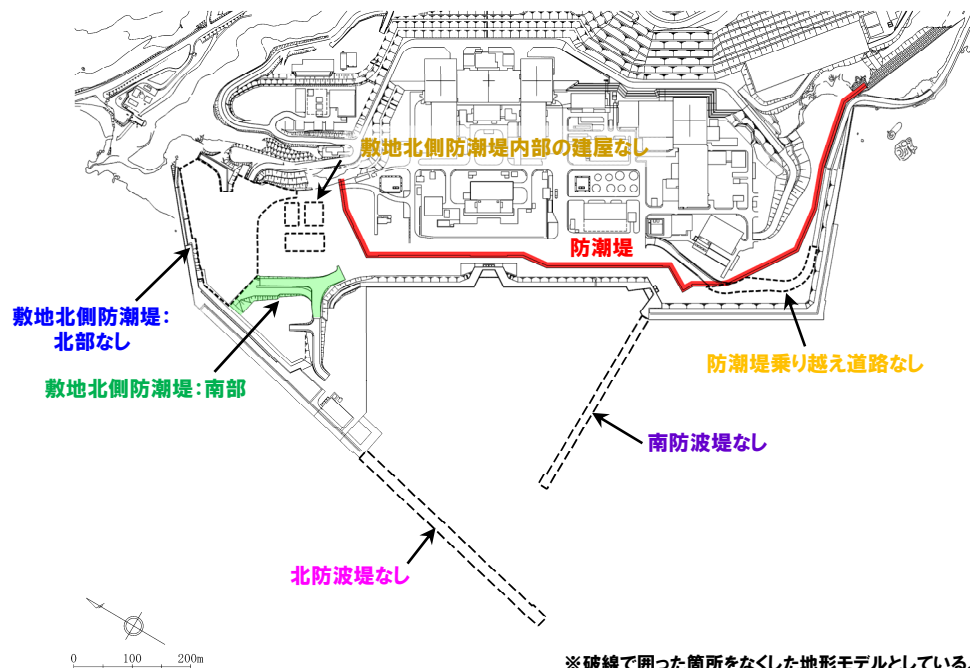 敷地北側防潮堤内部の建屋なし
防潮堤
敷地北側防潮堤：
北部なし
防潮堤乗り越え道路なし
敷地北側防潮堤：南部
南防波堤なし
北防波堤なし
0 100 200m
※破線で囲った箇所をなくした地形モデルとしている。